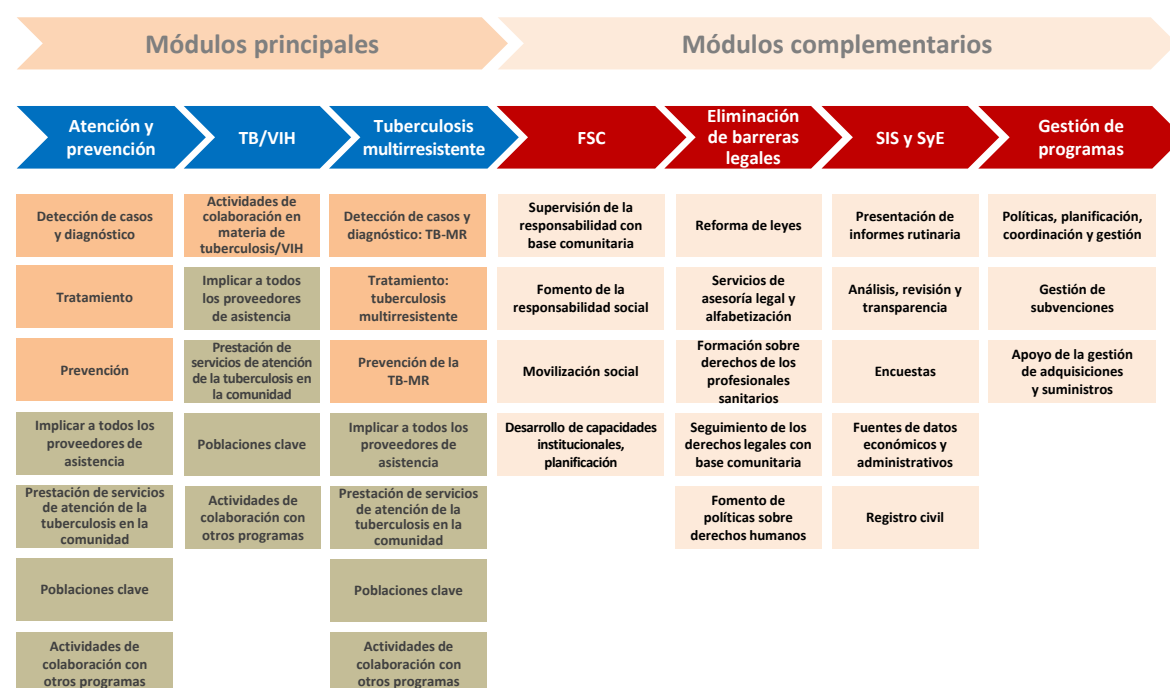 Módulos principales
Módulos complementarios
Atención y
prevención
TB/VIH
Tuberculosis
multirresistente
FSC
Eliminación
de barreras
legales
SIS y SyE
Gestión de
programas
Detección de casos
y diagnóstico
Tratamiento
Prevención
Implicar a todos los
proveedores de
asistencia
Prestación de servicios
de atención de la
tuberculosis en la
comunidad
Poblaciones clave
Actividades de
colaboración con
otros programas
Actividades de
colaboración en
materia de
tuberculosis/VIH
Implicar a todos
los proveedores
de asistencia
Prestación de
servicios de atención
de la tuberculosis en
la comunidad
Poblaciones clave
Actividades de
colaboración con
otros programas
Detección de casos y
diagnóstico: TB-MR
Tratamiento:
tuberculosis
multirresistente
Prevención de la
TB-MR
Implicar a todos los
proveedores de
asistencia
Prestación de servicios
de atención de la
tuberculosis en la
comunidad
Poblaciones clave
Actividades de
colaboración con
otros programas
Supervisión de la
responsabilidad con
base comunitaria
Fomento de la
responsabilidad social
Movilización social
Desarrollo de capacidades
institucionales,
planificación
Reforma de leyes
Servicios de
asesoría legal y
alfabetización
Formación sobre
derechos de los
profesionales
sanitarios
Seguimiento de los
derechos legales con
base comunitaria
Fomento de
políticas sobre
derechos humanos
Presentación de
informes rutinaria
Análisis, revisión y
transparencia
Encuestas
Fuentes de datos
económicos y
administrativos
Registro civil
Políticas, planificación,
coordinación y gestión
Gestión de
subvenciones
Apoyo de la gestión
de adquisiciones
y suministros